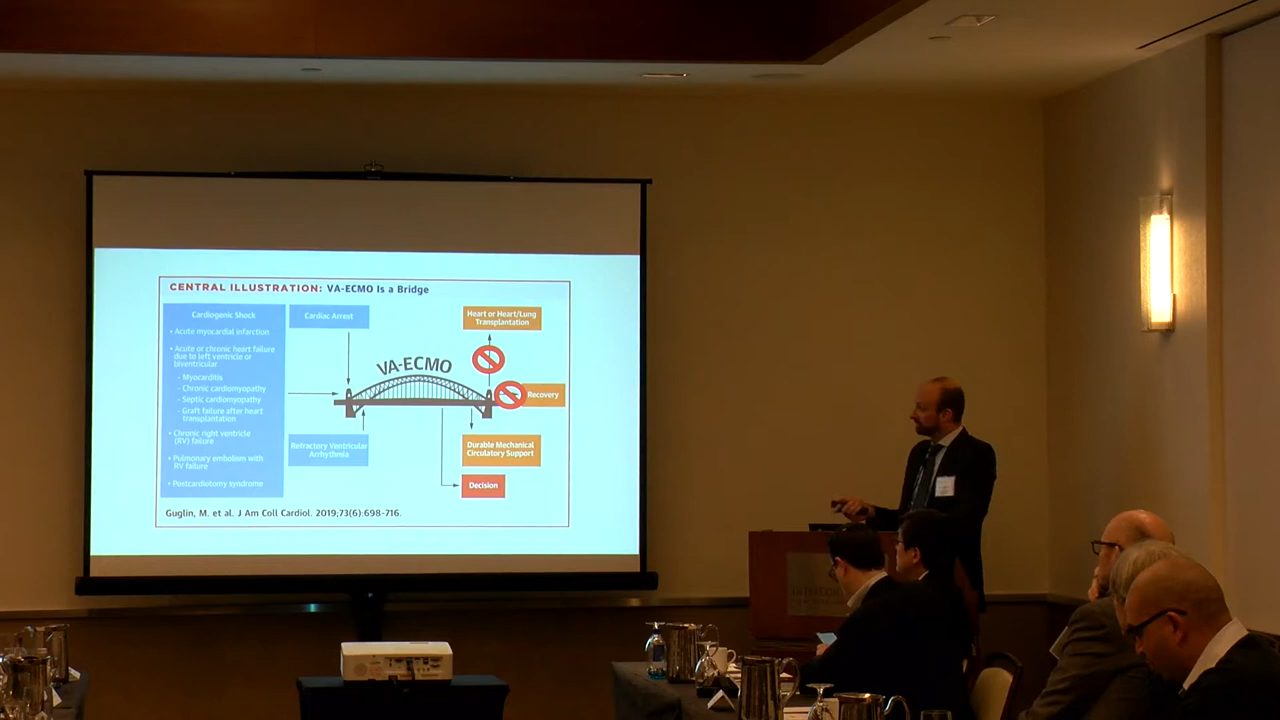 CENTRAL ILLUSTRATION: VA-ECMO Is a Bridge
Cardiogenic Shock
• Acute myocardial infarction
• Acute or chronic heart failure
due to left ventricle or
biventricular
- Myocarditis
- Chronic cardiomyopathy
- Septic cardiomyopathy
- Graft failure after heart
transplantation
• Chronic right ventricle
(RV) failure
• Pulmonary embolism with
RV failure
• Postcardiotomy syndrome
Cardiac Arrest
Refractory Ventricular
Arrhythmia
VA-ECMO
Heart or Heart/Lung
Transplantation
Recovery
Durable Mechanical
Circulatory Support
Decision
Guglin, M. et al. J Am Coll Cardiol. 2019;73(6):698-716.